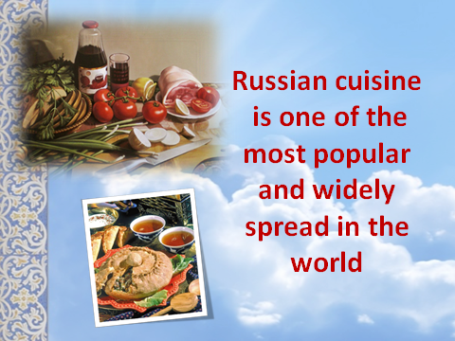 Russian cuisine
is one of the
most popular
and widely
spread in the
world